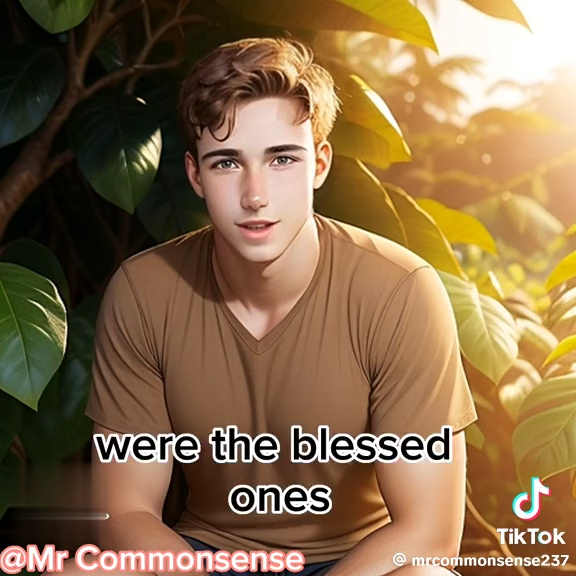 were the blessed
ones
TikTok
@Mr Commonsense
@ mrcommonsense237